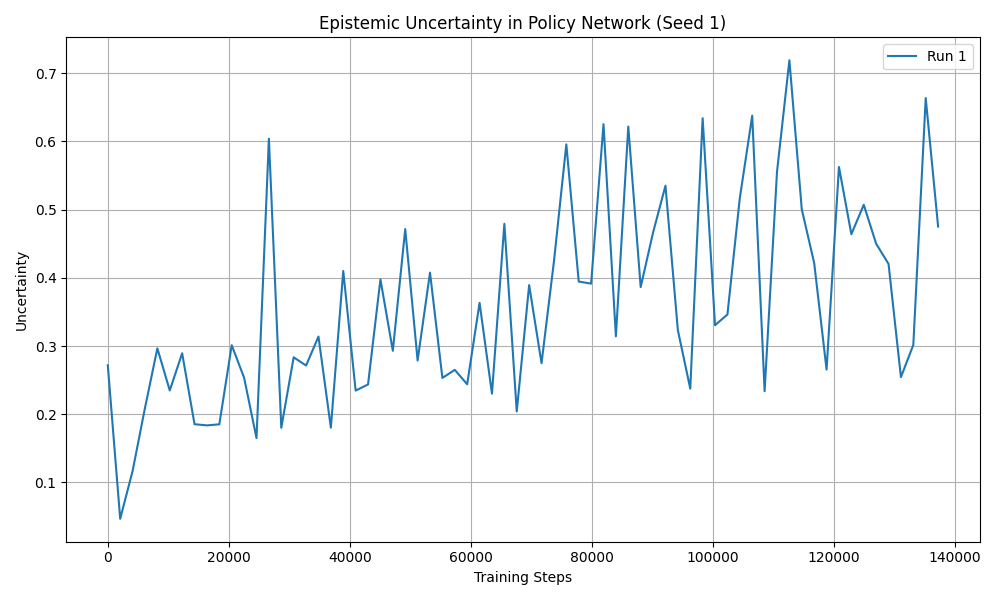 Epistemic Uncertainty in Policy Network (Seed 1)
Run 1
Uncertainty
0.7
0.6
0.5
0.4
0.3
0.2
0.1
0 20000 40000 60000 80000 100000 120000 140000
Training Steps